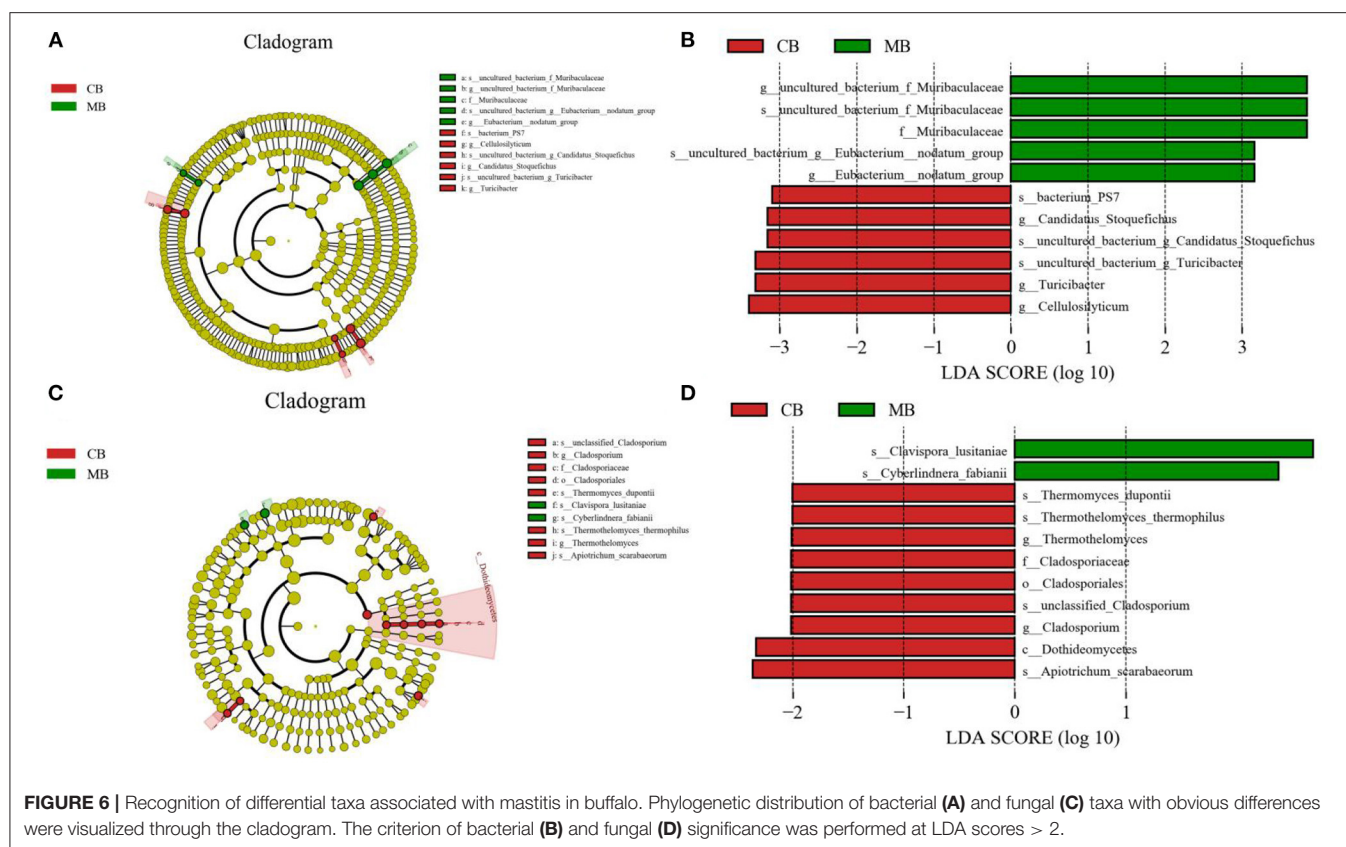 A
Cladogram
CB
MB
a: s__uncultured_bacterium_f_Muribaculaceae
b: g__uncultured_bacterium_f_Muribaculaceae
c: f__Muribaculaceae
d: s__uncultured_bacterium_g__Eubacterium__nodatum_group
e: g___Eubacterium__nodatum_group
f: s__bacterium_PS7
g: g__Cellulosilyticum
h: s__uncultured_bacterium_g_Candidatus_Stoquefichus
i: g__Candidatus_Stoquefichus
j: s__uncultured_bacterium_g_Turicibacter
k: g__Turicibacter
B
CB MB
g__uncultured_bacterium_f_Muribaculaceae
s__uncultured_bacterium_f_Muribaculaceae
f__Muribaculaceae
s__uncultured_bacterium_g__Eubacterium__nodatum_group
g___Eubacterium__nodatum_group
s__bacterium_PS7
g__Candidatus_Stoquefichus
s__uncultured_bacterium_g_Candidatus_Stoquefichus
s__uncultured_bacterium_g_Turicibacter
g__Turicibacter
g__Cellulosilyticum
−3 −2 −1 0 1 2 3
LDA SCORE (log 10)
C
Cladogram
CB
MB
a: s__unclassified_Cladosporium
b: g__Cladosporium
c: f__Cladosporiaceae
d: o__Cladosporiales
e: s__Thermomyces_dupontii
f: s__Clavispora_lusitaniae
g: s__Cyberlindnera_fabianii
h: s__Thermothelomyces_thermophilus
i: g__Thermothelomyces
j: s__Apiotrichum_scarabaeorum
c__Dothideomycetes
D
CB MB
s__Clavispora_lusitaniae
s__Cyberlindnera_fabianii
s__Thermomyces_dupontii
s__Thermothelomyces_thermophilus
g__Thermothelomyces
f__Cladosporiaceae
o__Cladosporiales
s__unclassified_Cladosporium
g__Cladosporium
c__Dothideomycetes
s__Apiotrichum_scarabaeorum
-2 -1 0 1
LDA SCORE (log 10)
FIGURE 6 | Recognition of differential taxa associated with mastitis in buffalo. Phylogenetic distribution of bacterial (A) and fungal (C) taxa with obvious differences
were visualized through the cladogram. The criterion of bacterial (B) and fungal (D) significance was performed at LDA scores > 2.